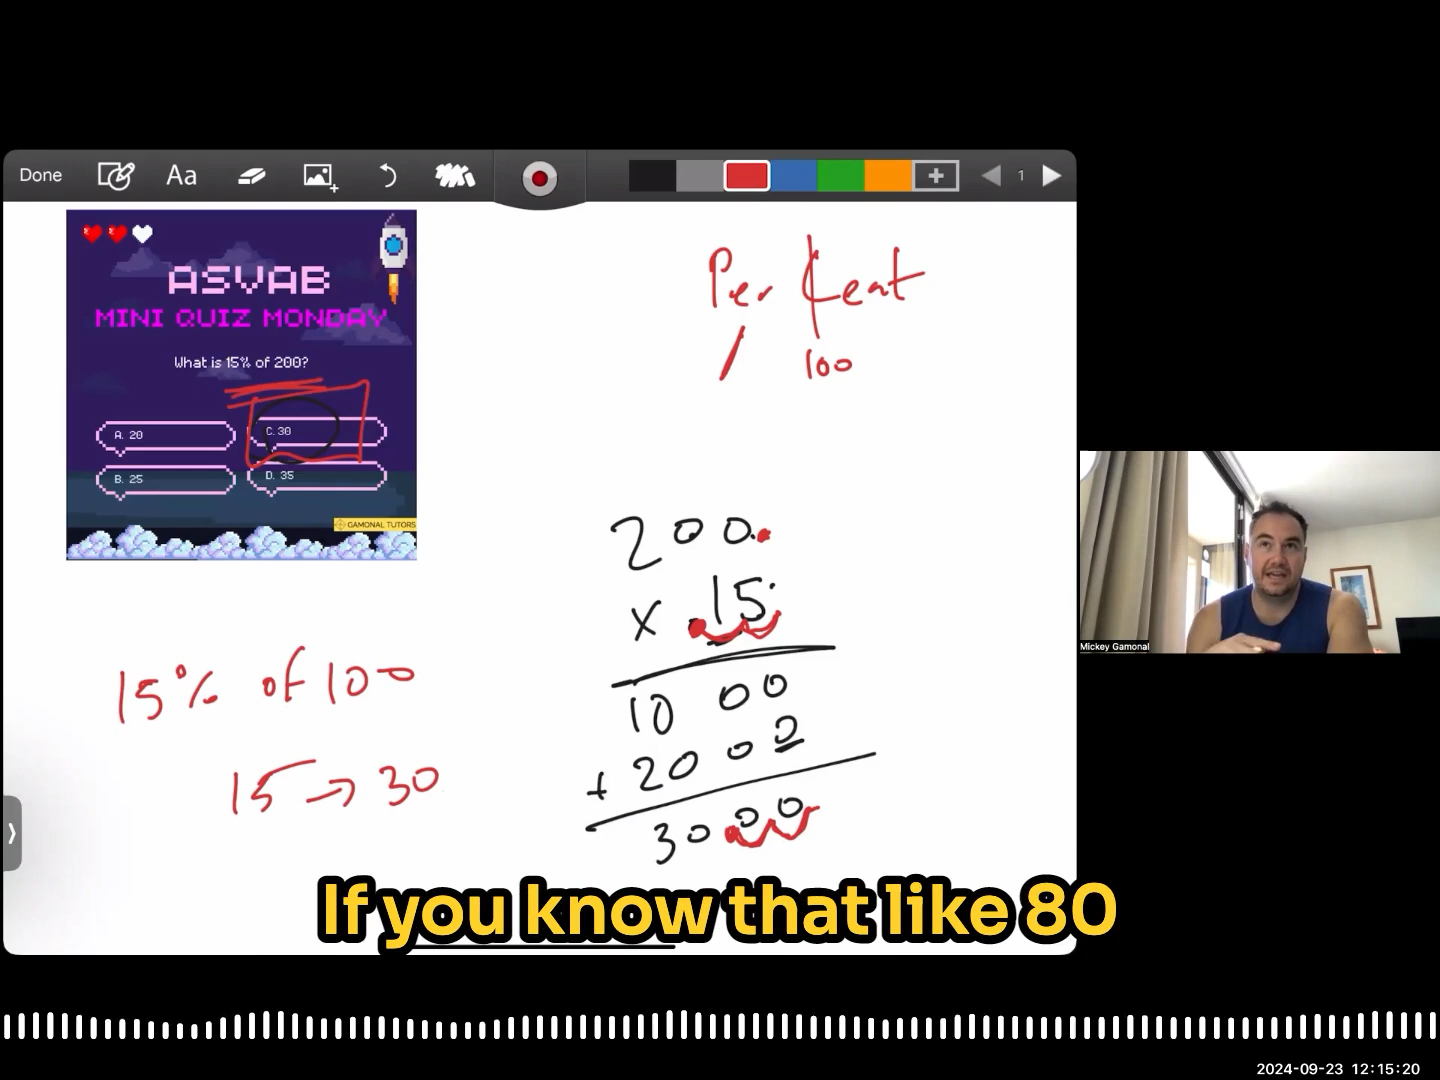 Done
Aa
1
ASVAB
MINI QUIZ MONDAY
What is 15% of 200?
A. 20
C. 30
B. 25
D. 35
GAMONAL TUTORS
Per Cent
/ 100
200.
x .15.
1000
+ 2000
3000
15% of 100
15 → 30
Mickey Gamonal
If you know that like 80
2024-09-23 12:15:20